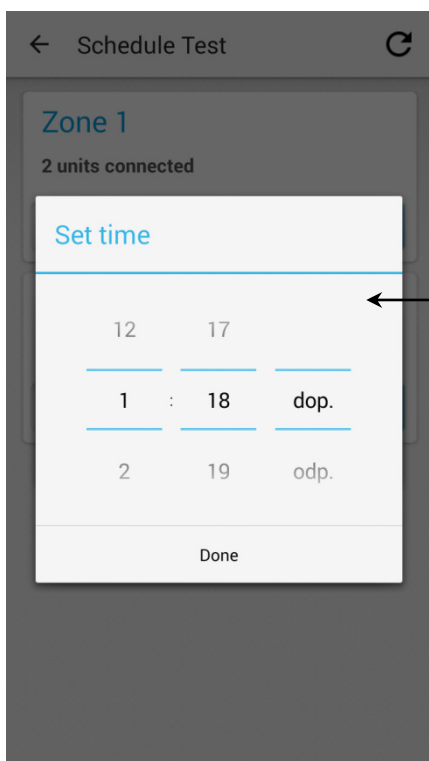 Schedule Test
Zone 1
2 units connected
Set time
12 17
1 : 18 dop.
2 19 odp.
Done